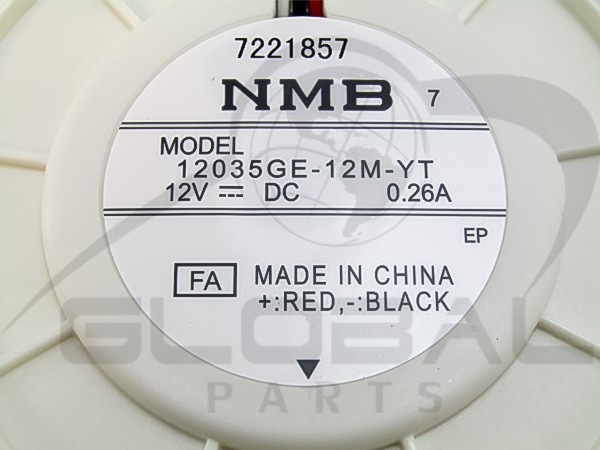 7221857
NMB 7
MODEL
12035GE-12M-YT
12V ⎓ DC 0.26A
EP
FA MADE IN CHINA
+:RED,-:BLACK
GLOBAL
PARTS